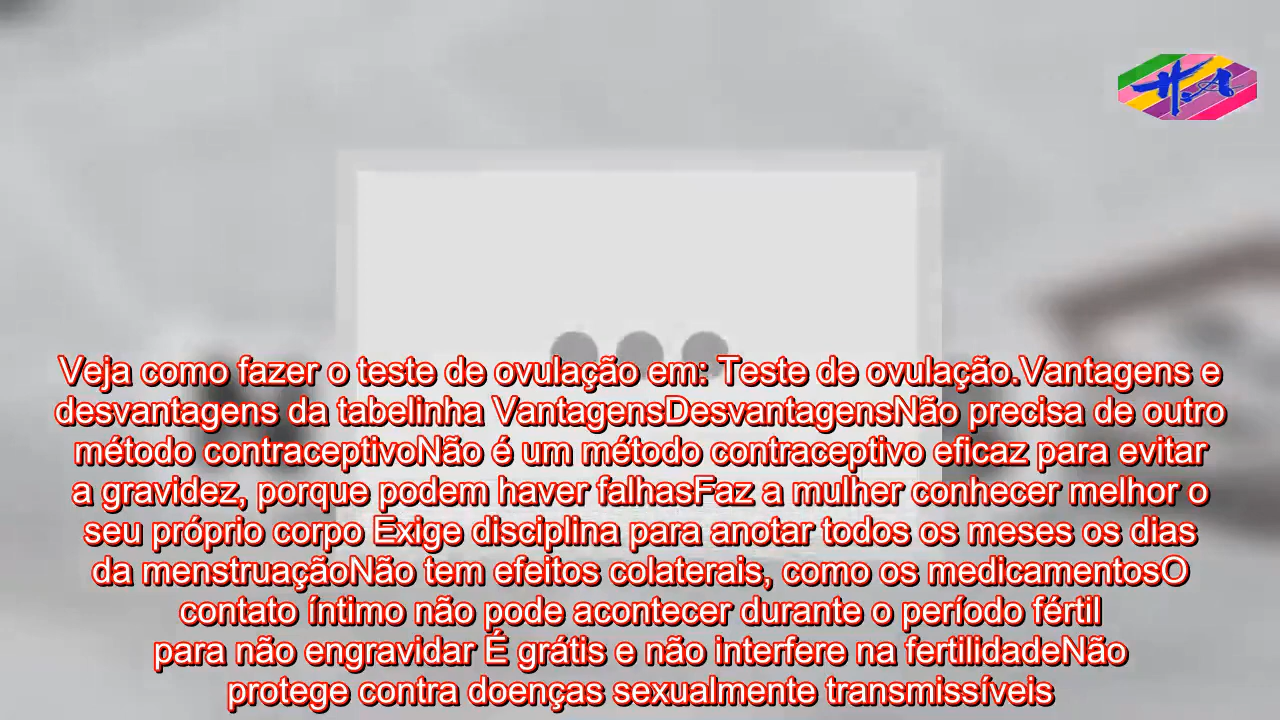 H.A
Veja como fazer o teste de ovulação em: Teste de ovulação.Vantagens e
desvantagens da tabelinha VantagensDesvantagensNão precisa de outro
método contraceptivoNão é um método contraceptivo eficaz para evitar
a gravidez, porque podem haver falhasFaz a mulher conhecer melhor o
seu próprio corpo Exige disciplina para anotar todos os meses os dias
da menstruaçãoNão tem efeitos colaterais, como os medicamentosO
contato íntimo não pode acontecer durante o período fértil
para não engravidar É grátis e não interfere na fertilidadeNão
protege contra doenças sexualmente transmissíveis